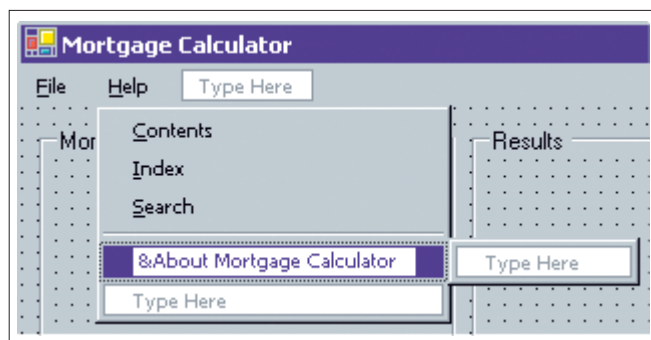 Mortgage Calculator
File Help Type Here
Contents
Mor Results
Index
Search
&About Mortgage Calculator Type Here
Type Here